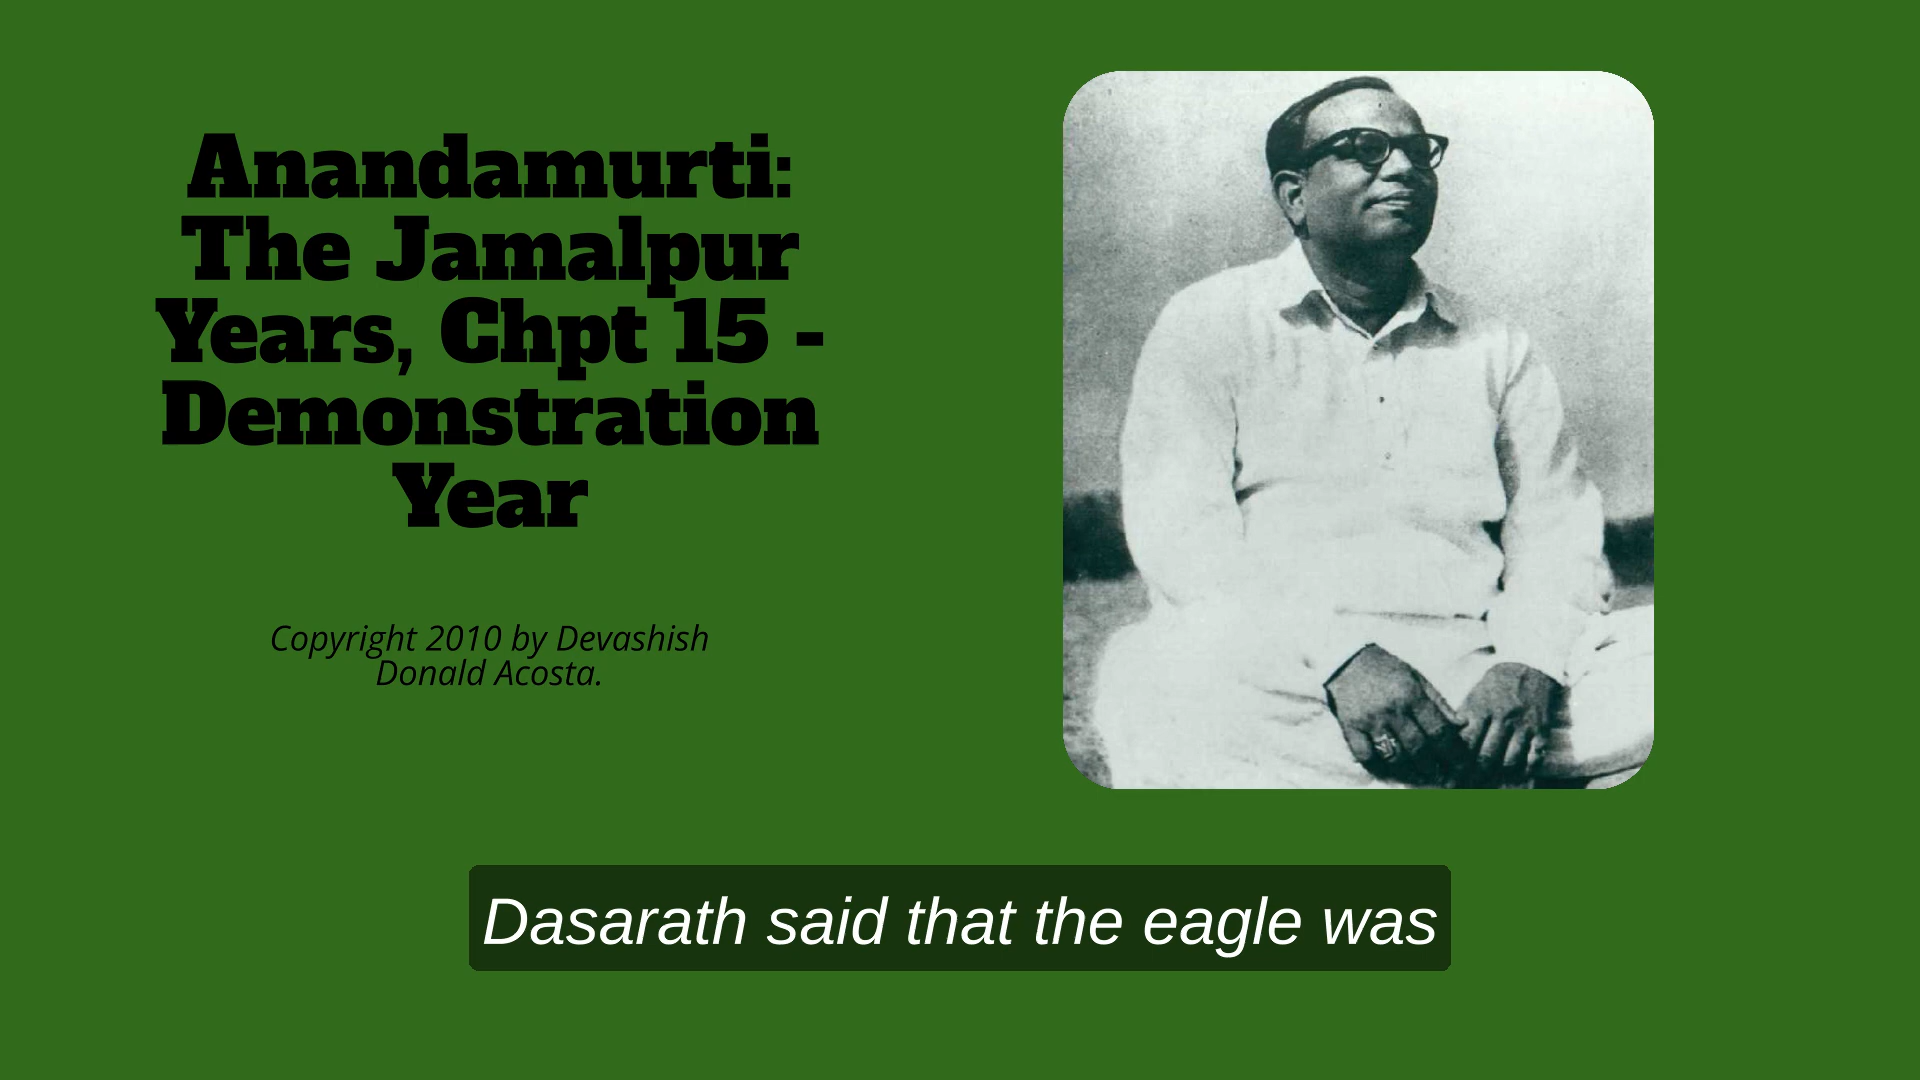 Anandamurti:
The Jamalpur
Years, Chpt 15 -
Demonstration
Year
Copyright 2010 by Devashish
Donald Acosta.
Dasarath said that the eagle was